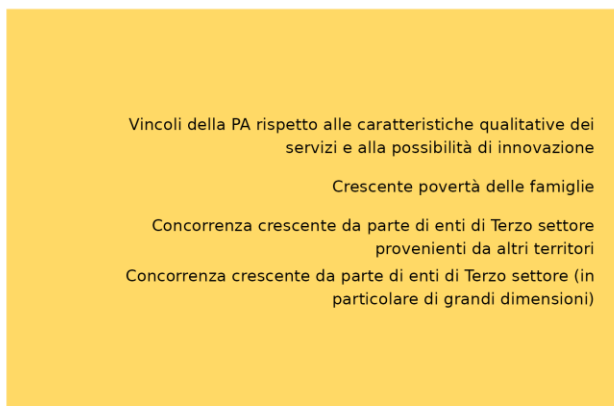 Vincoli della PA rispetto alle caratteristiche qualitative dei
servizi e alla possibilità di innovazione
Crescente povertà delle famiglie
Concorrenza crescente da parte di enti di Terzo settore
provenienti da altri territori
Concorrenza crescente da parte di enti di Terzo settore (in
particolare di grandi dimensioni)